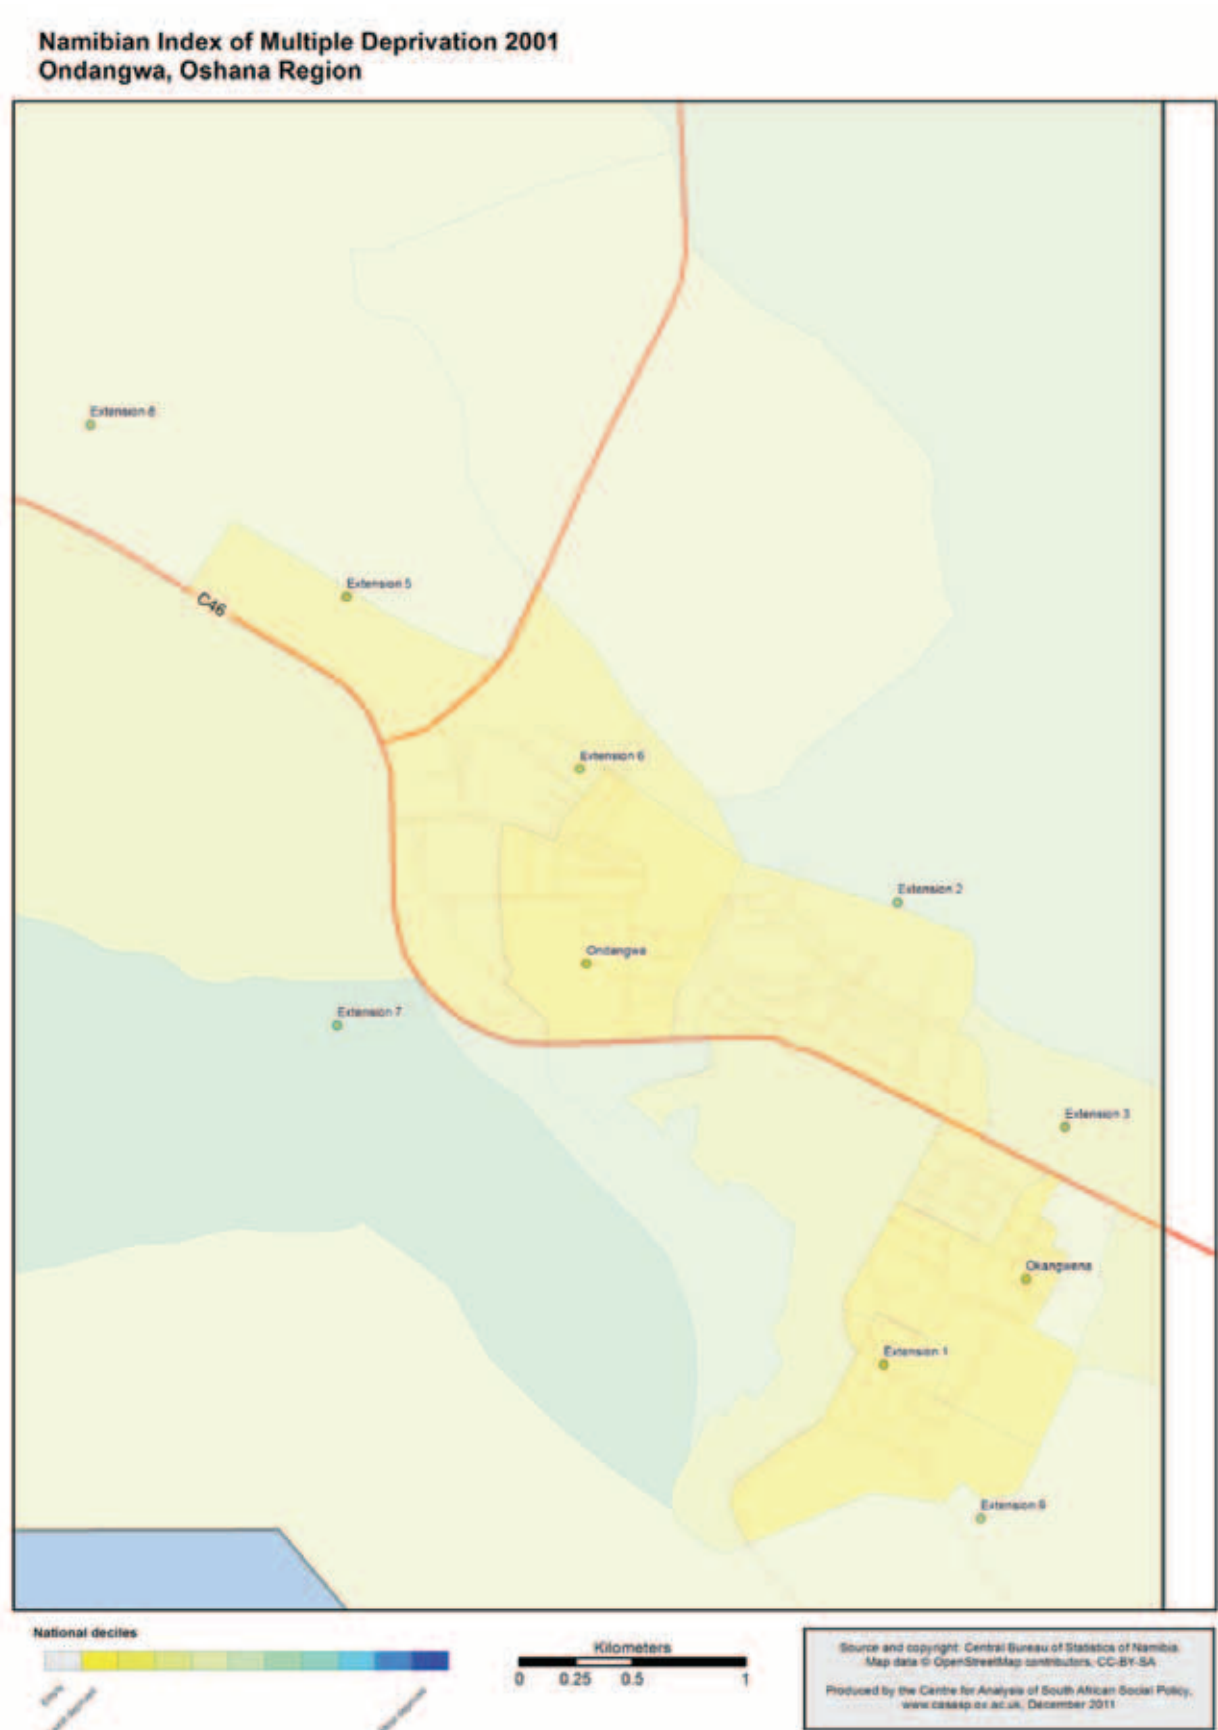 Namibian Index of Multiple Deprivation 2001
Ondangwa, Oshana Region
Extension 8
Extension 5
C46
Extension 6
Extension 2
Ondangwa
Extension 7
Extension 3
Okangwena
Extension 1
Extension 9
National deciles
Kilometers
0 0.25 0.5 1
Source and copyright: Central Bureau of Statistics of Namibia
Map data © OpenStreetMap contributors, CC-BY-SA
Produced by the Centre for Analysis of South African Social Policy,
www.casasp.ox.ac.uk, December 2011